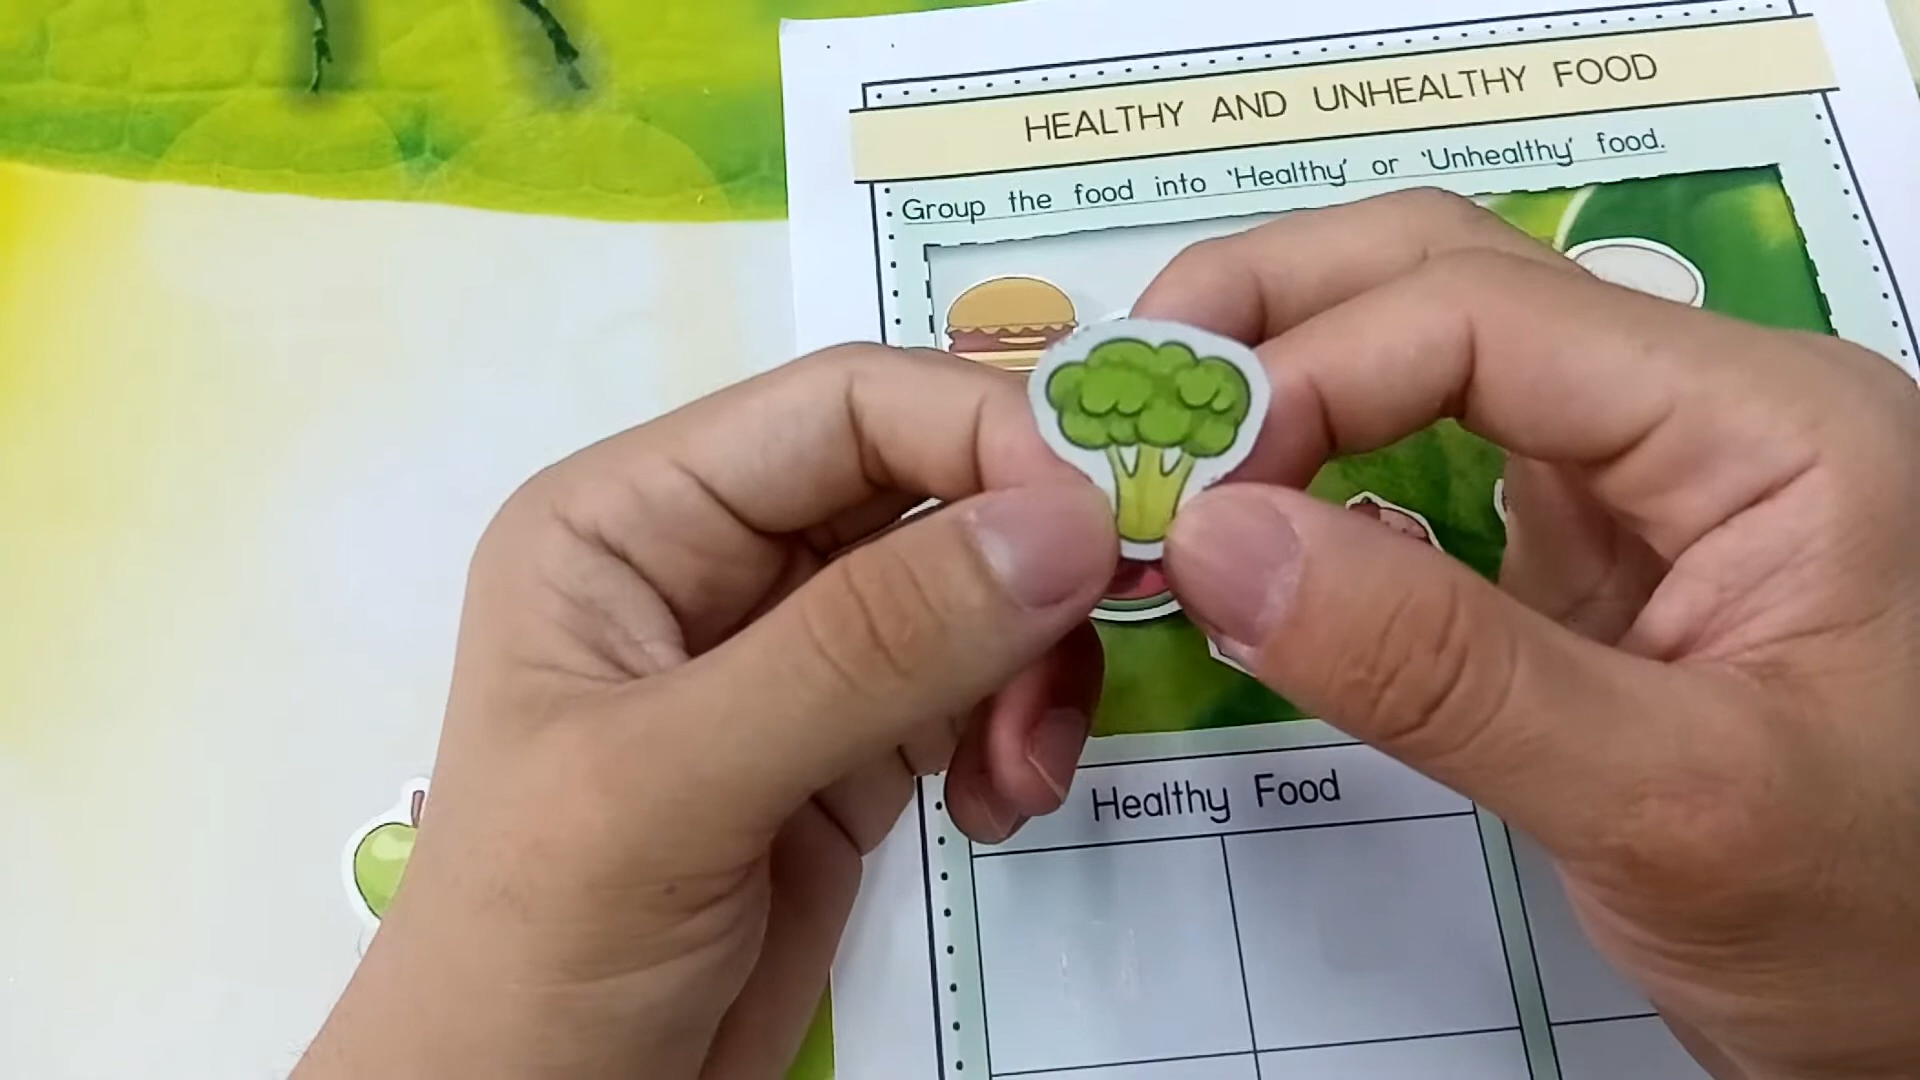 HEALTHY AND UNHEALTHY FOOD
Group the food into 'Healthy' or 'Unhealthy' food.
Healthy Food